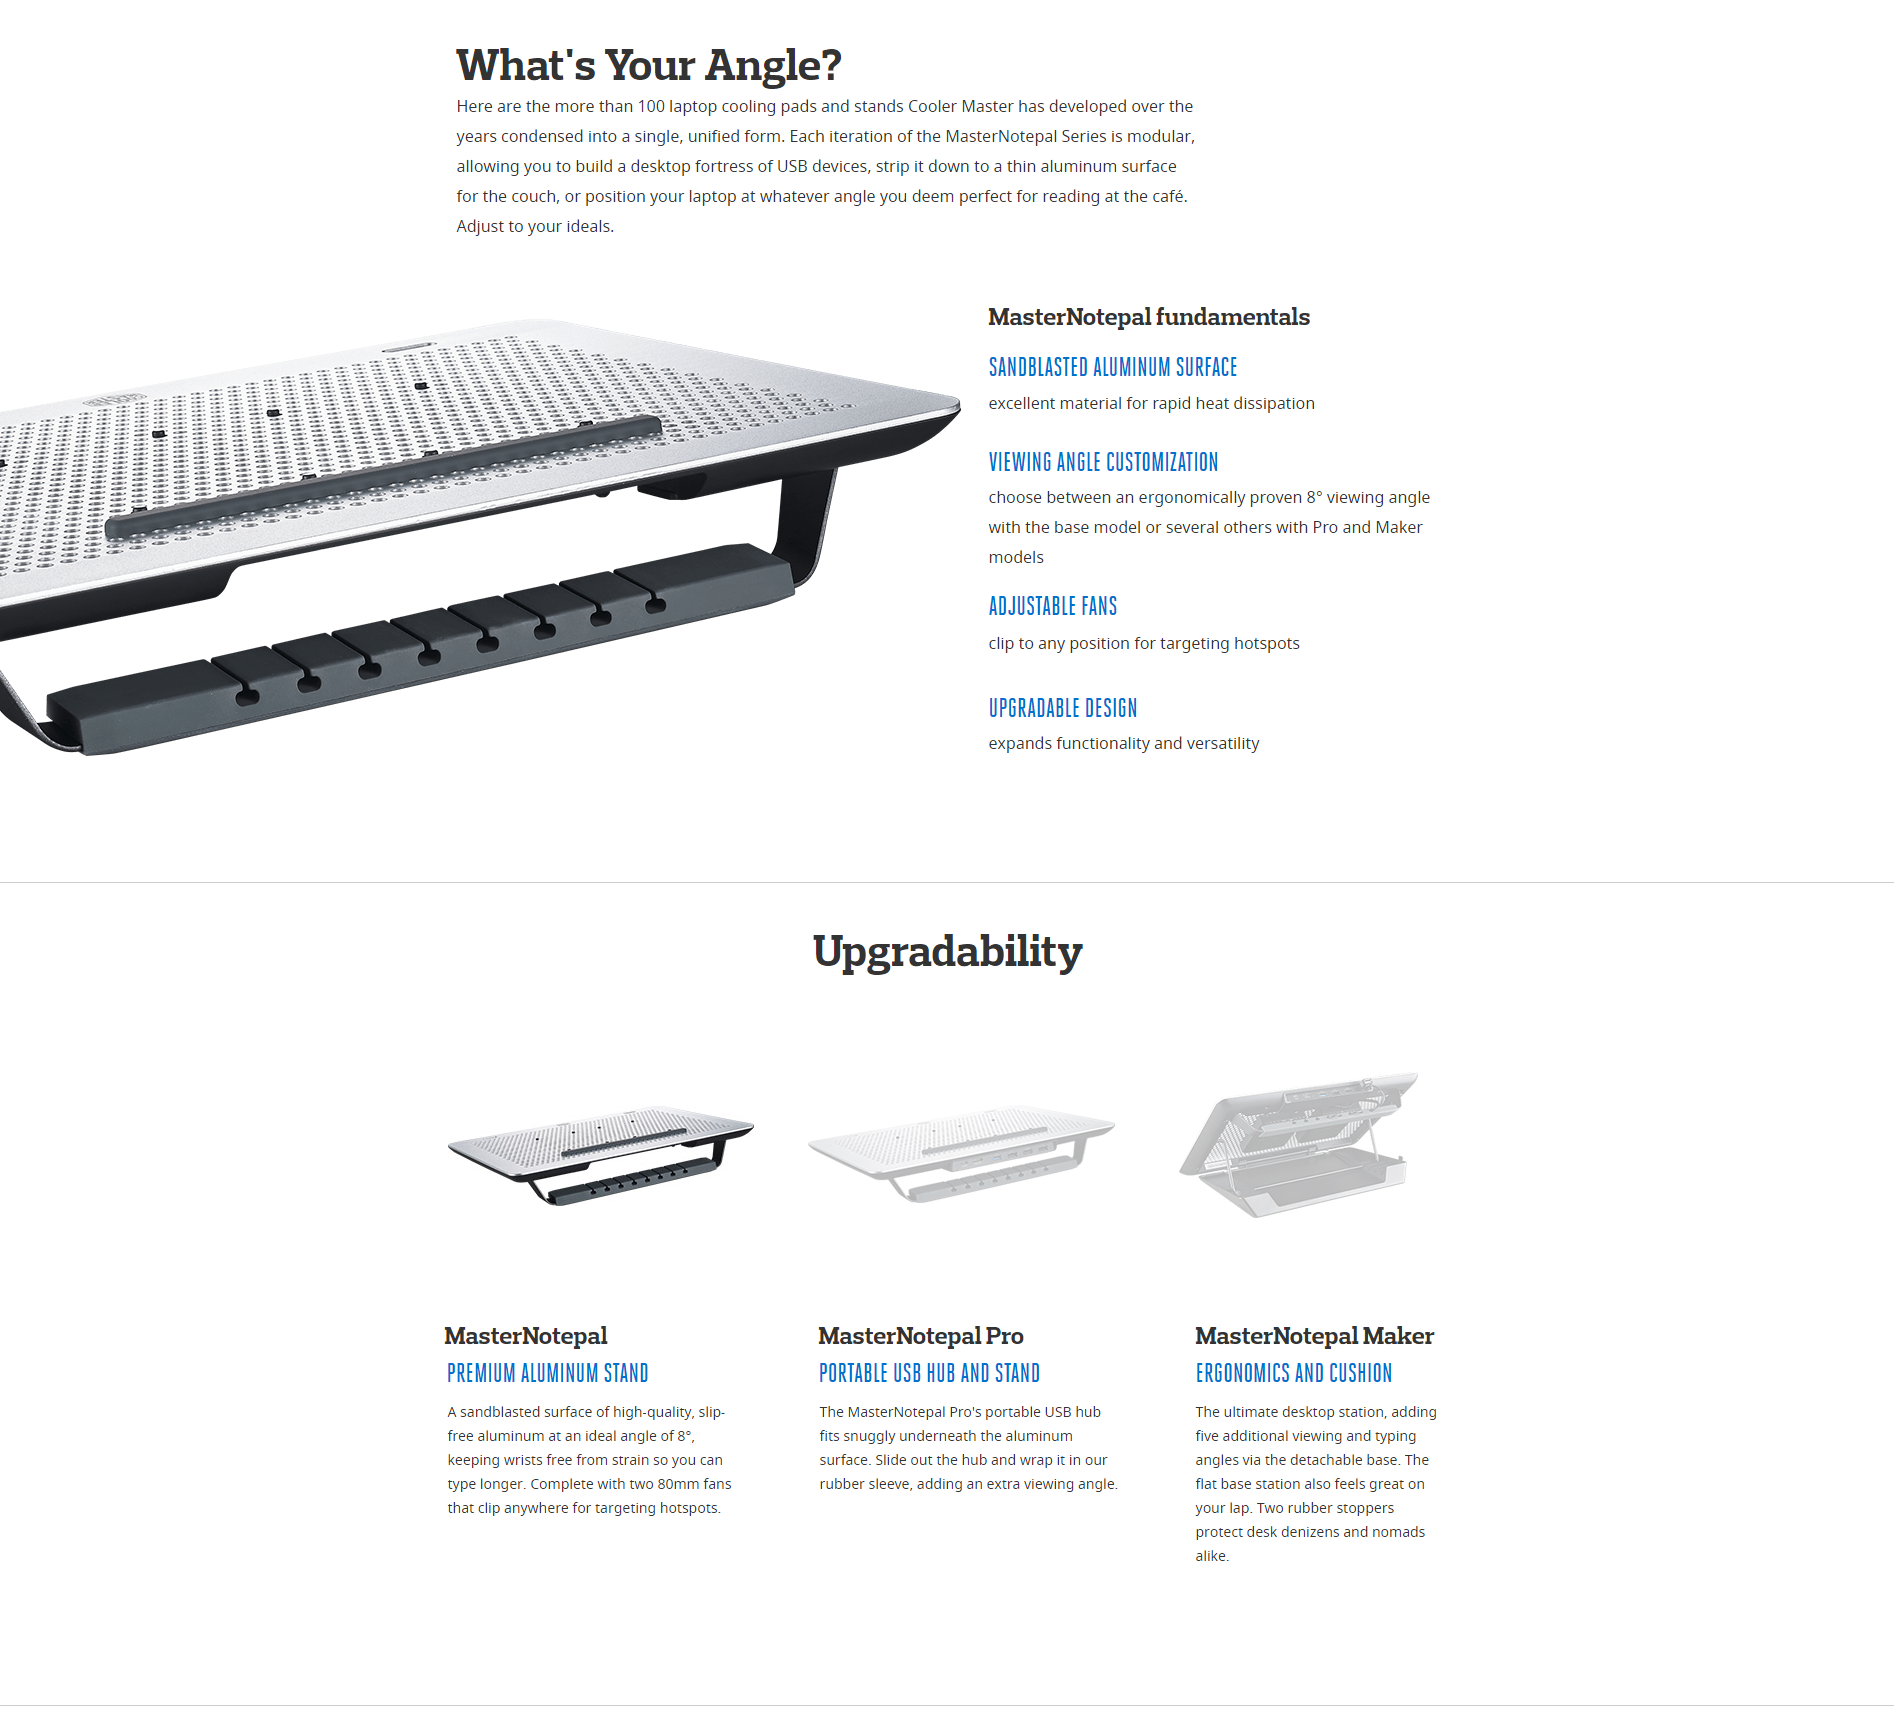 What's Your Angle?
Here are the more than 100 laptop cooling pads and stands Cooler Master has developed over the
years condensed into a single, unified form. Each iteration of the MasterNotepal Series is modular,
allowing you to build a desktop fortress of USB devices, strip it down to a thin aluminum surface
for the couch, or position your laptop at whatever angle you deem perfect for reading at the café.
Adjust to your ideals.
MasterNotepal fundamentals
SANDBLASTED ALUMINUM SURFACE
excellent material for rapid heat dissipation
VIEWING ANGLE CUSTOMIZATION
choose between an ergonomically proven 8° viewing angle
with the base model or several others with Pro and Maker
models
ADJUSTABLE FANS
clip to any position for targeting hotspots
UPGRADABLE DESIGN
expands functionality and versatility
Upgradability
MasterNotepal
PREMIUM ALUMINUM STAND
A sandblasted surface of high-quality, slip-
free aluminum at an ideal angle of 8°,
keeping wrists free from strain so you can
type longer. Complete with two 80mm fans
that clip anywhere for targeting hotspots.
MasterNotepal Pro
PORTABLE USB HUB AND STAND
The MasterNotepal Pro's portable USB hub
fits snuggly underneath the aluminum
surface. Slide out the hub and wrap it in our
rubber sleeve, adding an extra viewing angle.
MasterNotepal Maker
ERGONOMICS AND CUSHION
The ultimate desktop station, adding
five additional viewing and typing
angles via the detachable base. The
flat base station also feels great on
your lap. Two rubber stoppers
protect desk denizens and nomads
alike.